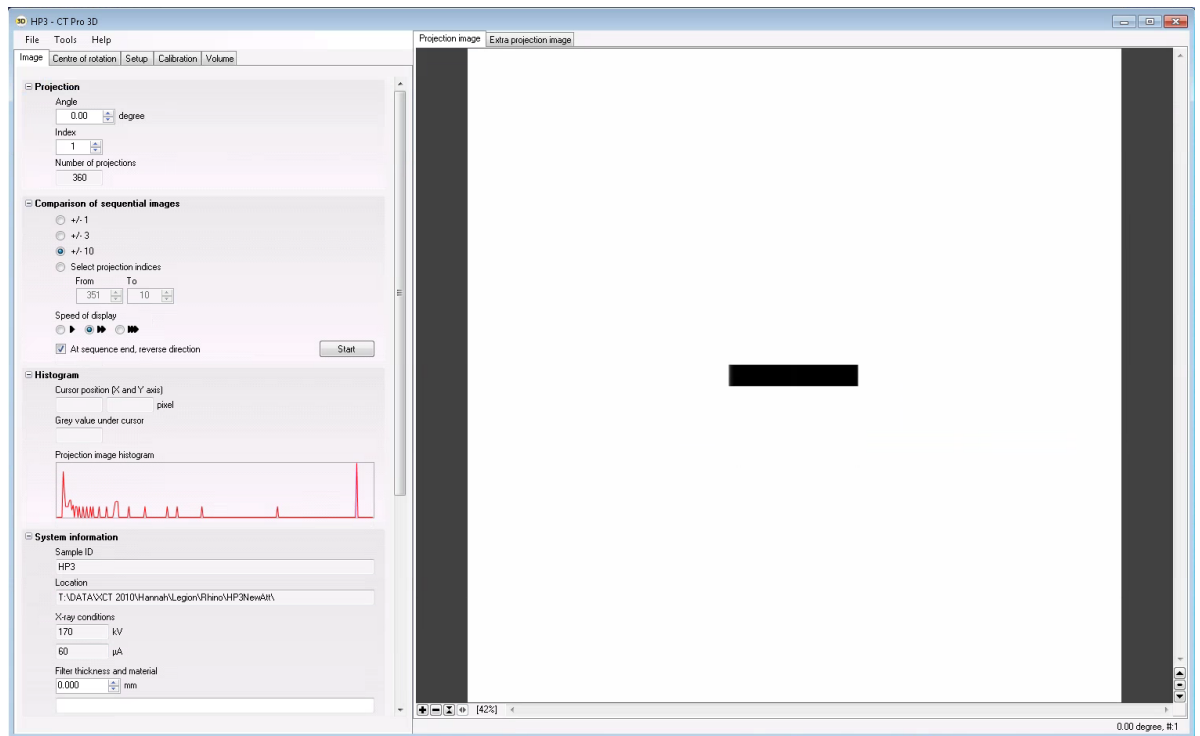 3D HP3 - CT Pro 3D
File Tools Help
Image Centre of rotation Setup Calibration Volume
Projection
Angle
0.00 degree
Index
1
Number of projections
360
Comparison of sequential images
+/- 1
+/- 3
+/- 10
Select projection indices
From To
351 10
Speed of display
At sequence end, reverse direction Start
Histogram
Cursor position (X and Y axis)
pixel
Grey value under cursor
Projection image histogram
System information
Sample ID
HP3
Location
T:\DATA\XCT 2010\Hannah\Legion\Rhino\HP3NewAtt\
X-ray conditions
170 kV
60 µA
Filter thickness and material
0.000 mm
Projection image Extra projection image
[42%]
0.00 degree, #:1